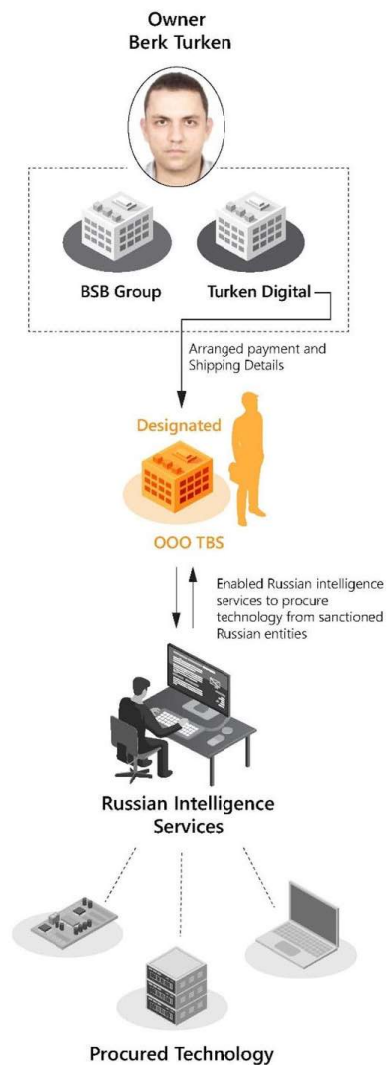 Owner
Berk Turken
BSB Group
Turken Digital
Arranged payment and
Shipping Details
Designated
OOO TBS
Enabled Russian intelligence
services to procure
technology from sanctioned
Russian entities
Russian Intelligence
Services
Procured Technology